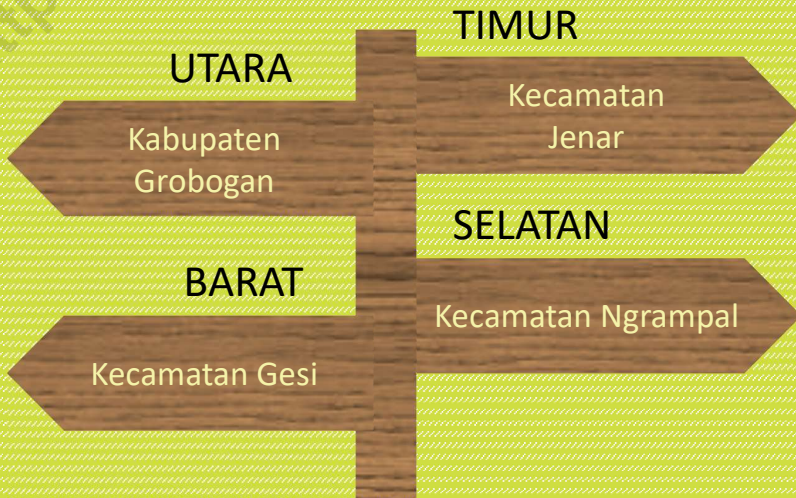 UTARA
Kabupaten
Grobogan
TIMUR
Kecamatan
Jenar
BARAT
Kecamatan Gesi
SELATAN
Kecamatan Ngrampal